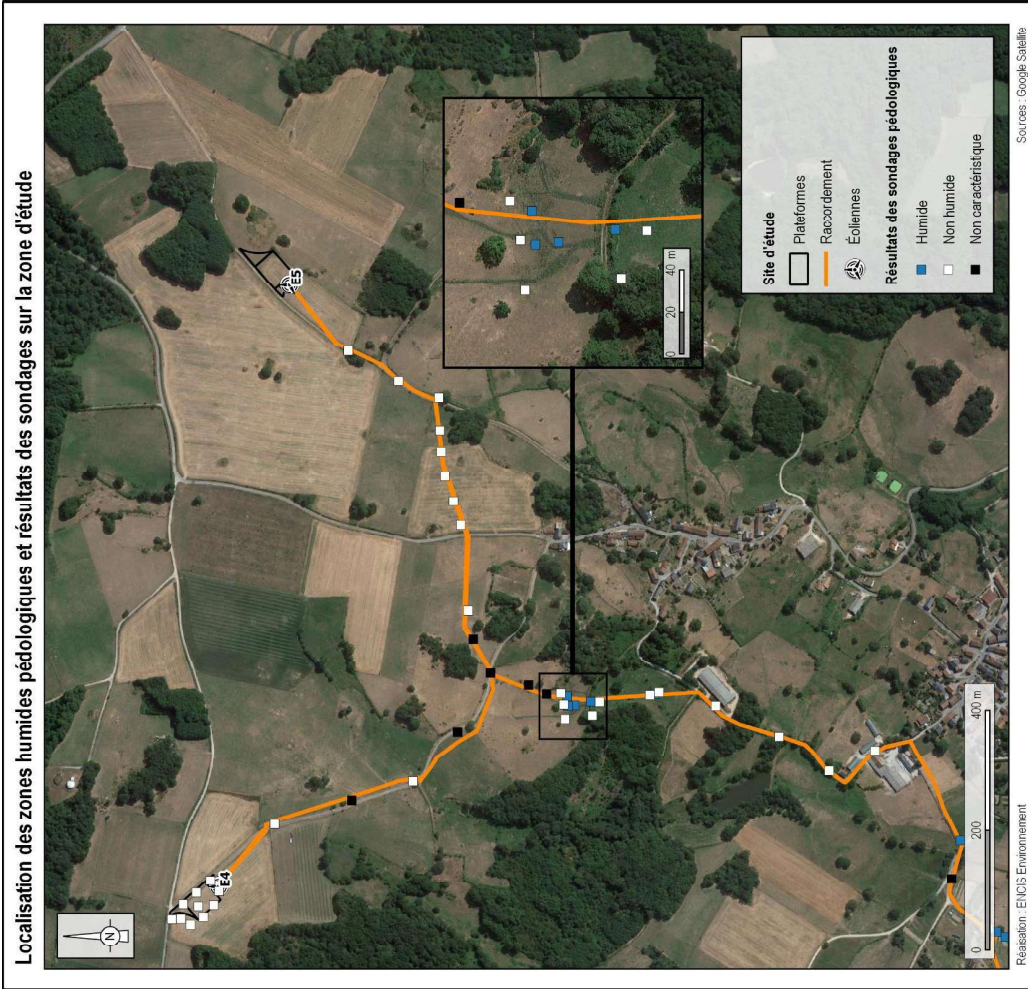 Localisation des zones humides pédologiques et résultats des sondages sur la zone d'étude
N
E4
E5
0 20 40 m
Site d'étude
Plateformes
Raccordement
Éoliennes
Résultats des sondages pédologiques
Humide
Non humide
Non caractéristique
0 200 400 m
Réalisation : ENCIS Environnement
Sources : Google Satellite